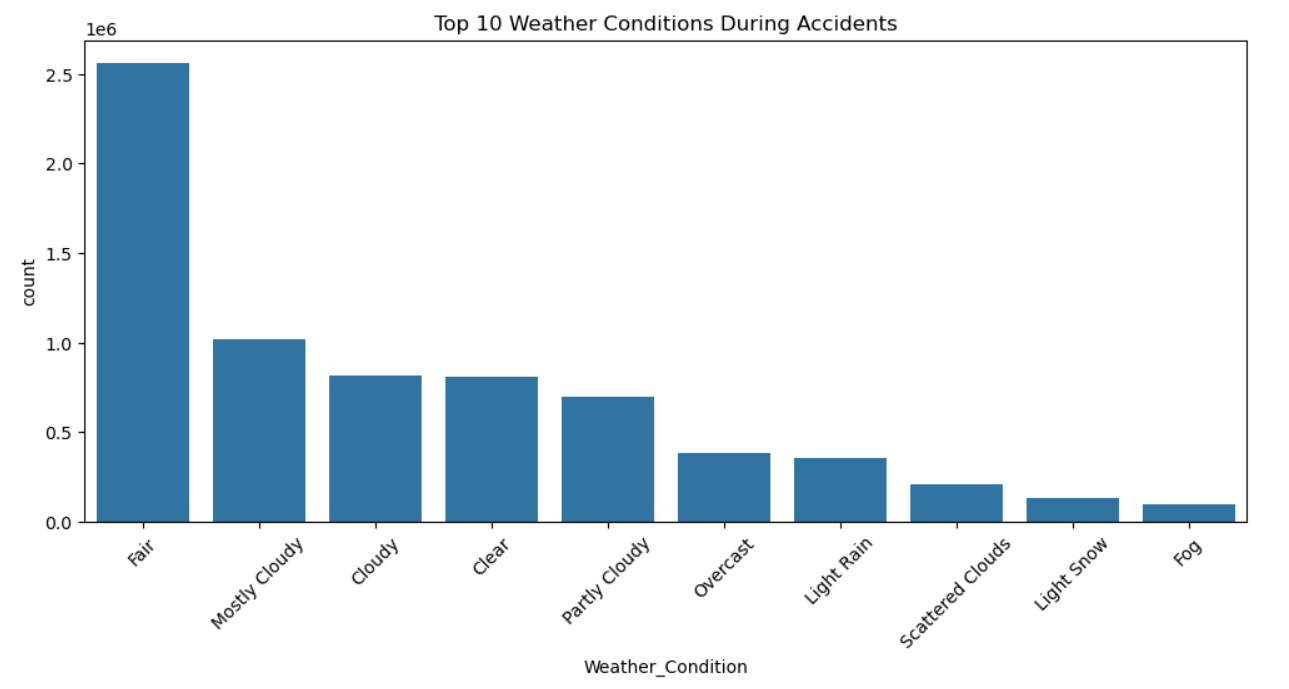 Top 10 Weather Conditions During Accidents
1e6
2.5
2.0
1.5
1.0
0.5
0.0
count
Fair
Mostly Cloudy
Cloudy
Clear
Partly Cloudy
Overcast
Light Rain
Scattered Clouds
Light Snow
Fog
Weather_Condition